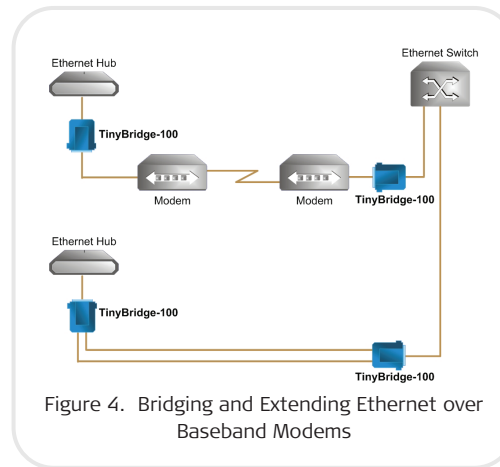 Ethernet Switch
Ethernet Hub
TinyBridge-100
Modem
Modem
TinyBridge-100
Ethernet Hub
TinyBridge-100
TinyBridge-100
Figure 4. Bridging and Extending Ethernet over
Baseband Modems